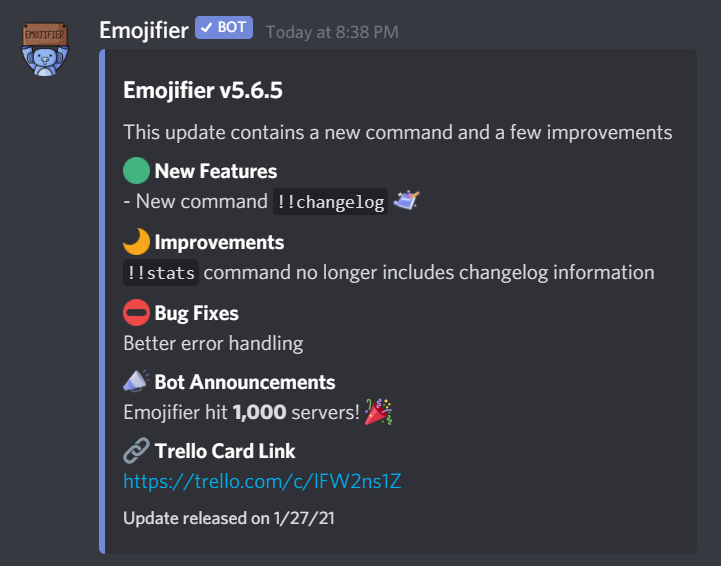 EMOJIFIER
Emojifier ✓ BOT Today at 8:38 PM
Emojifier v5.6.5
This update contains a new command and a few improvements
New Features
- New command !!changelog
Improvements
!!stats command no longer includes changelog information
Bug Fixes
Better error handling
Bot Announcements
Emojifier hit 1,000 servers!
Trello Card Link
https://trello.com/c/lFW2ns1Z
Update released on 1/27/21